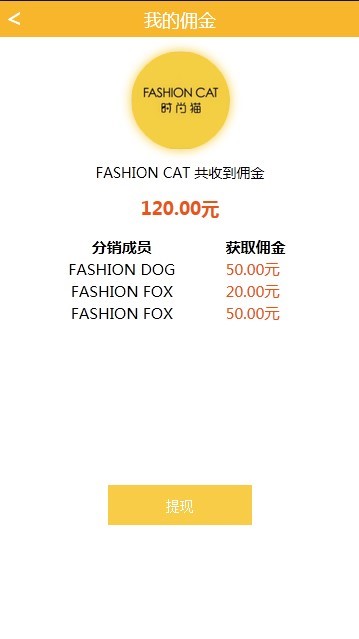 < 我的佣金
FASHION CAT
时尚猫
FASHION CAT 共收到佣金
120.00元
分销成员 获取佣金
FASHION DOG 50.00元
FASHION FOX 20.00元
FASHION FOX 50.00元
提现